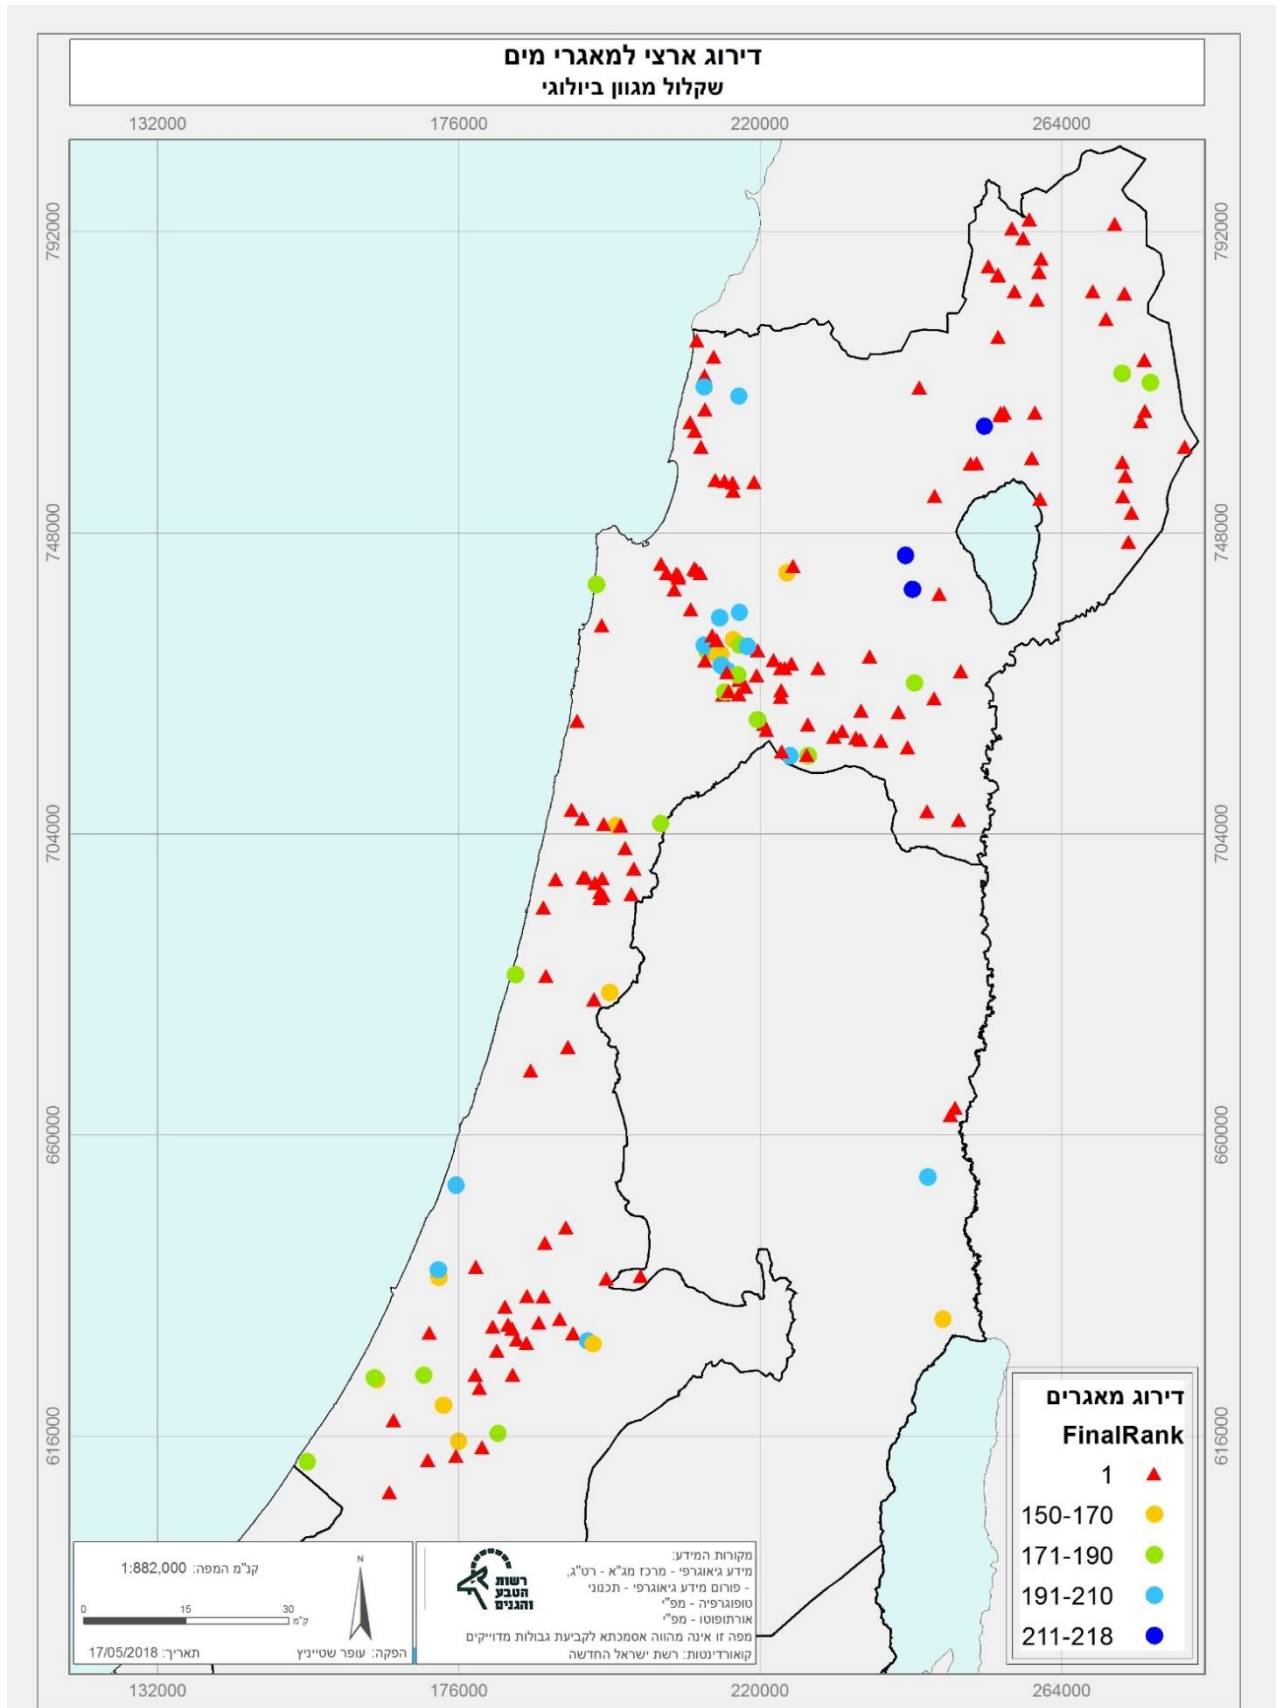 דירוג ארצי למאגרי מים
שקלול מגוון ביולוגי
132000 176000 220000 264000
792000 792000
748000 748000
704000 704000
660000 660000
616000 616000
דירוג מאגרים
FinalRank
1
150-170
171-190
191-210
211-218
קנ"מ המפה: 1:882,000
N
0 15 30
ק"מ
תאריך: 17/05/2018
הפקה: עופר שטייניץ
רשות
הטבע
והגנים
מקורות המידע:
מידע גיאוגרפי - מרכז מג"א - רט"ג,
- פורום מידע גיאוגרפי - תכנוני
טופוגרפיה - מפ"י
אורתופוטו - מפ"י
מפה זו אינה מהווה אסמכתא לקביעת גבולות מדוייקים
קואורדינטות: רשת ישראל החדשה
132000 176000 220000 264000